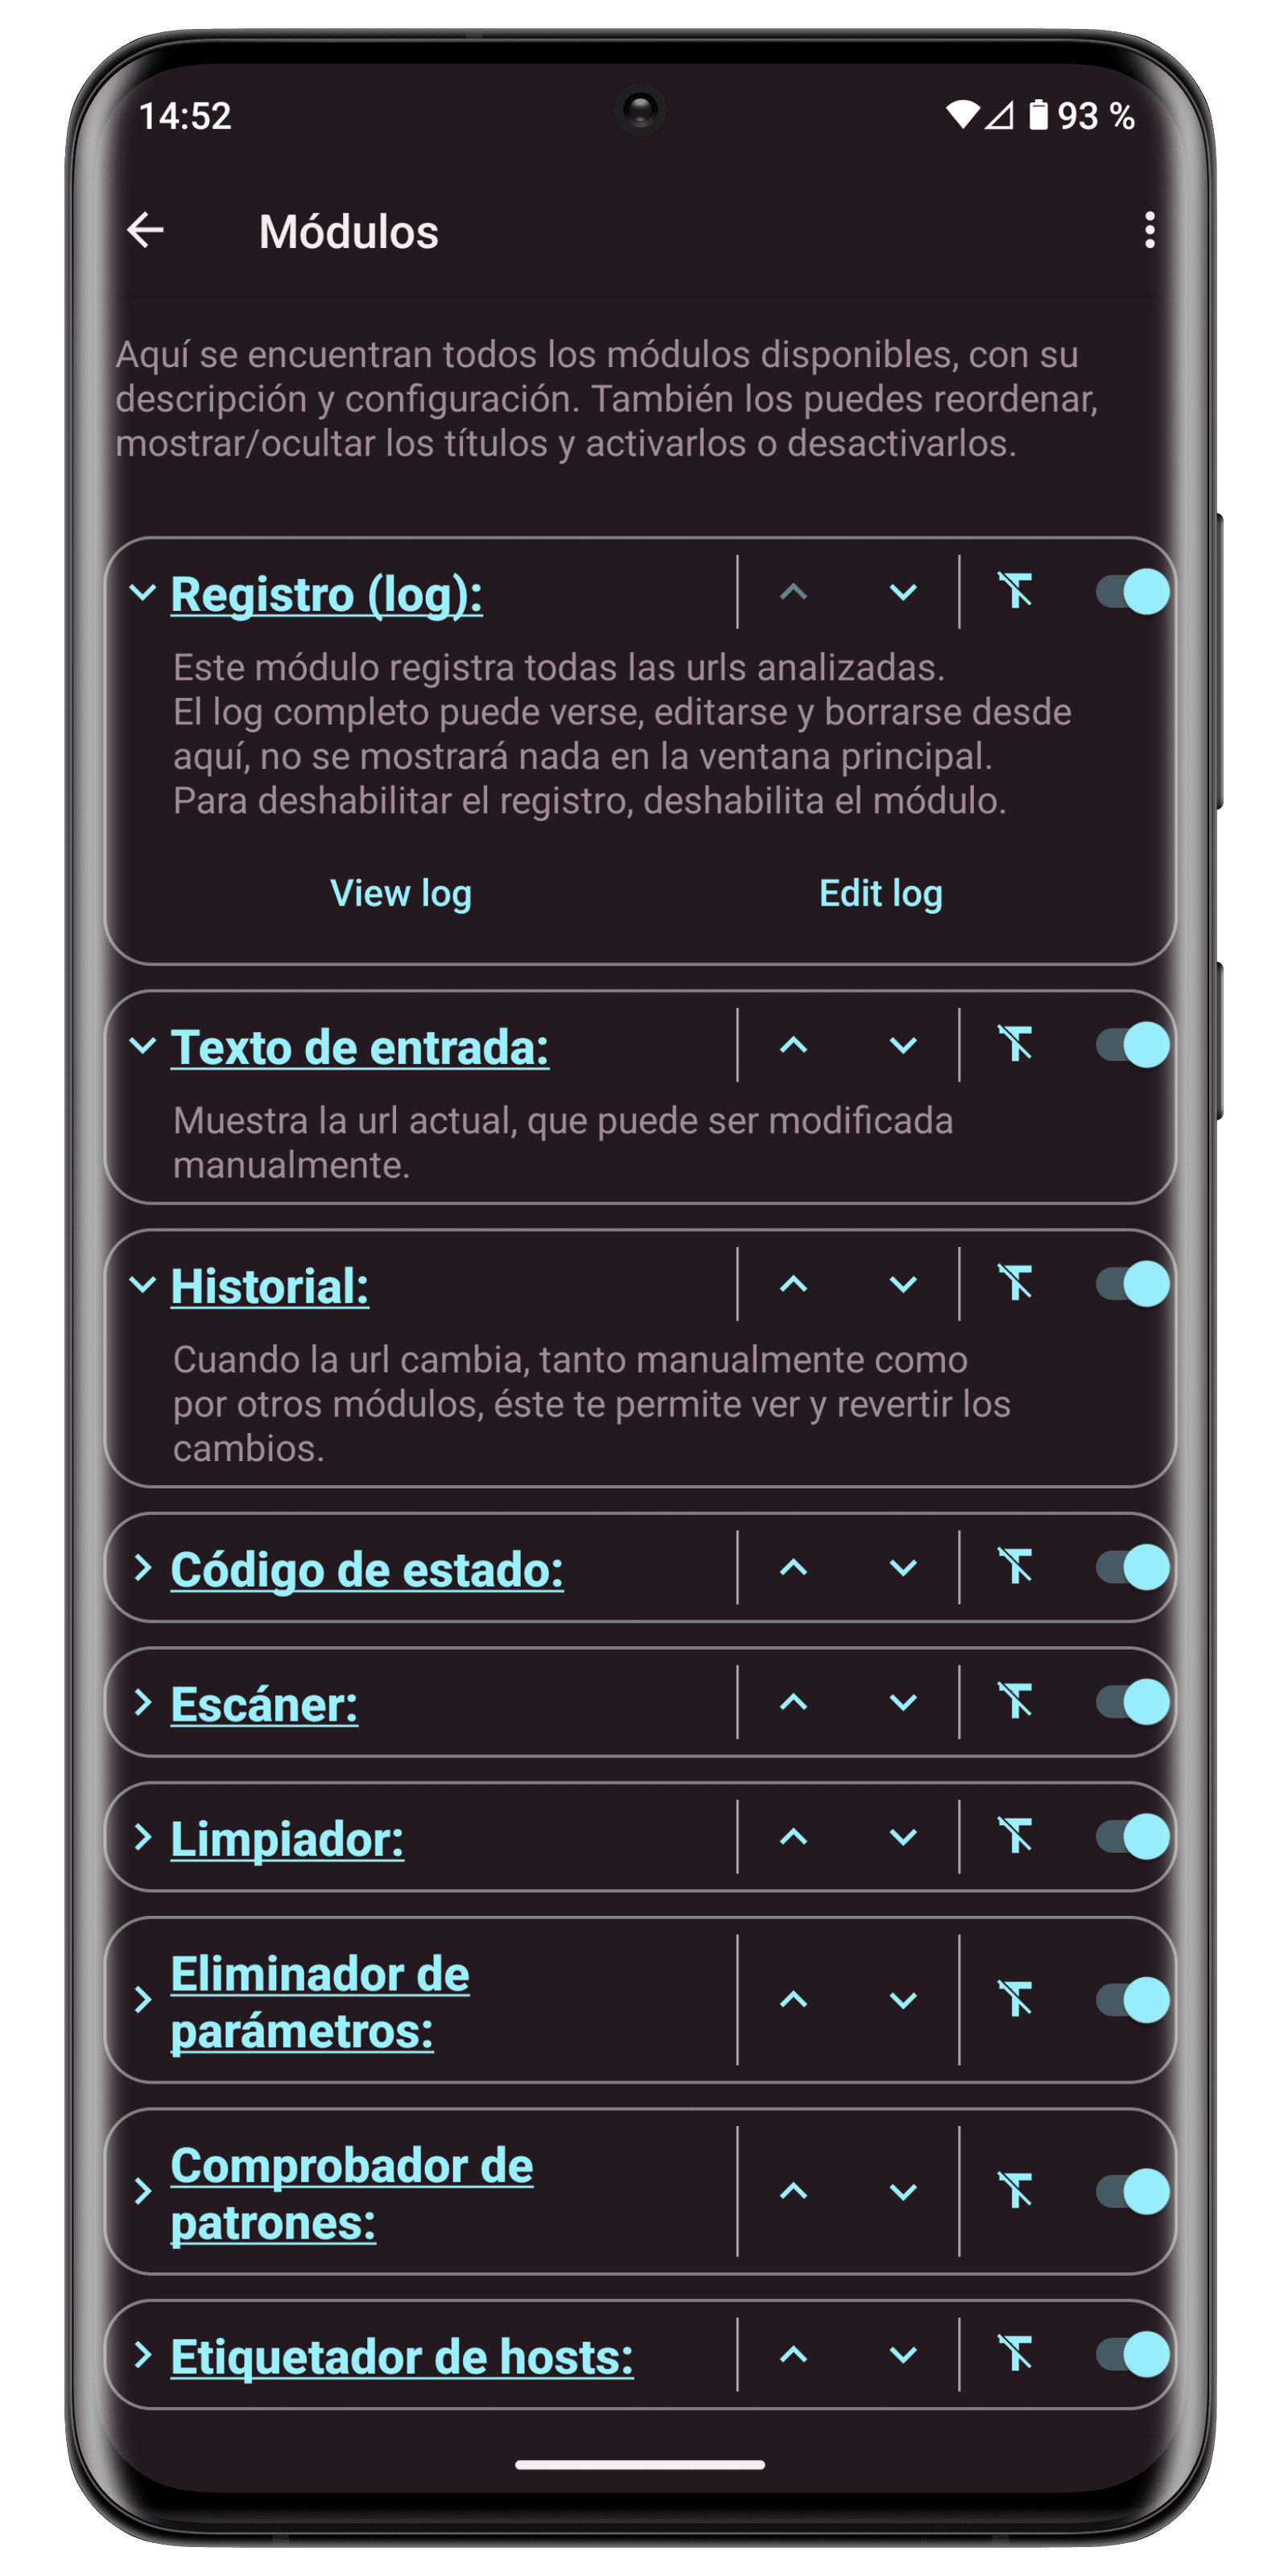 14:52
93 %
Módulos
Aquí se encuentran todos los módulos disponibles, con su
descripción y configuración. También los puedes reordenar,
mostrar/ocultar los títulos y activarlos o desactivarlos.
Registro (log):
Este módulo registra todas las urls analizadas.
El log completo puede verse, editarse y borrarse desde
aquí, no se mostrará nada en la ventana principal.
Para deshabilitar el registro, deshabilita el módulo.
View log
Edit log
Texto de entrada:
Muestra la url actual, que puede ser modificada
manualmente.
Historial:
Cuando la url cambia, tanto manualmente como
por otros módulos, éste te permite ver y revertir los
cambios.
Código de estado:
Escáner:
Limpiador:
Eliminador de
parámetros:
Comprobador de
patrones:
Etiquetador de hosts: